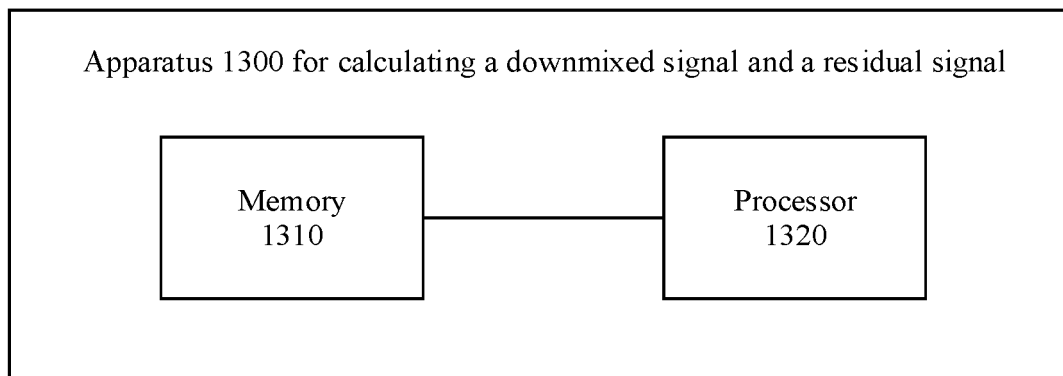 Apparatus 1300 for calculating a downmixed signal and a residual signal
Memory
1310
Processor
1320